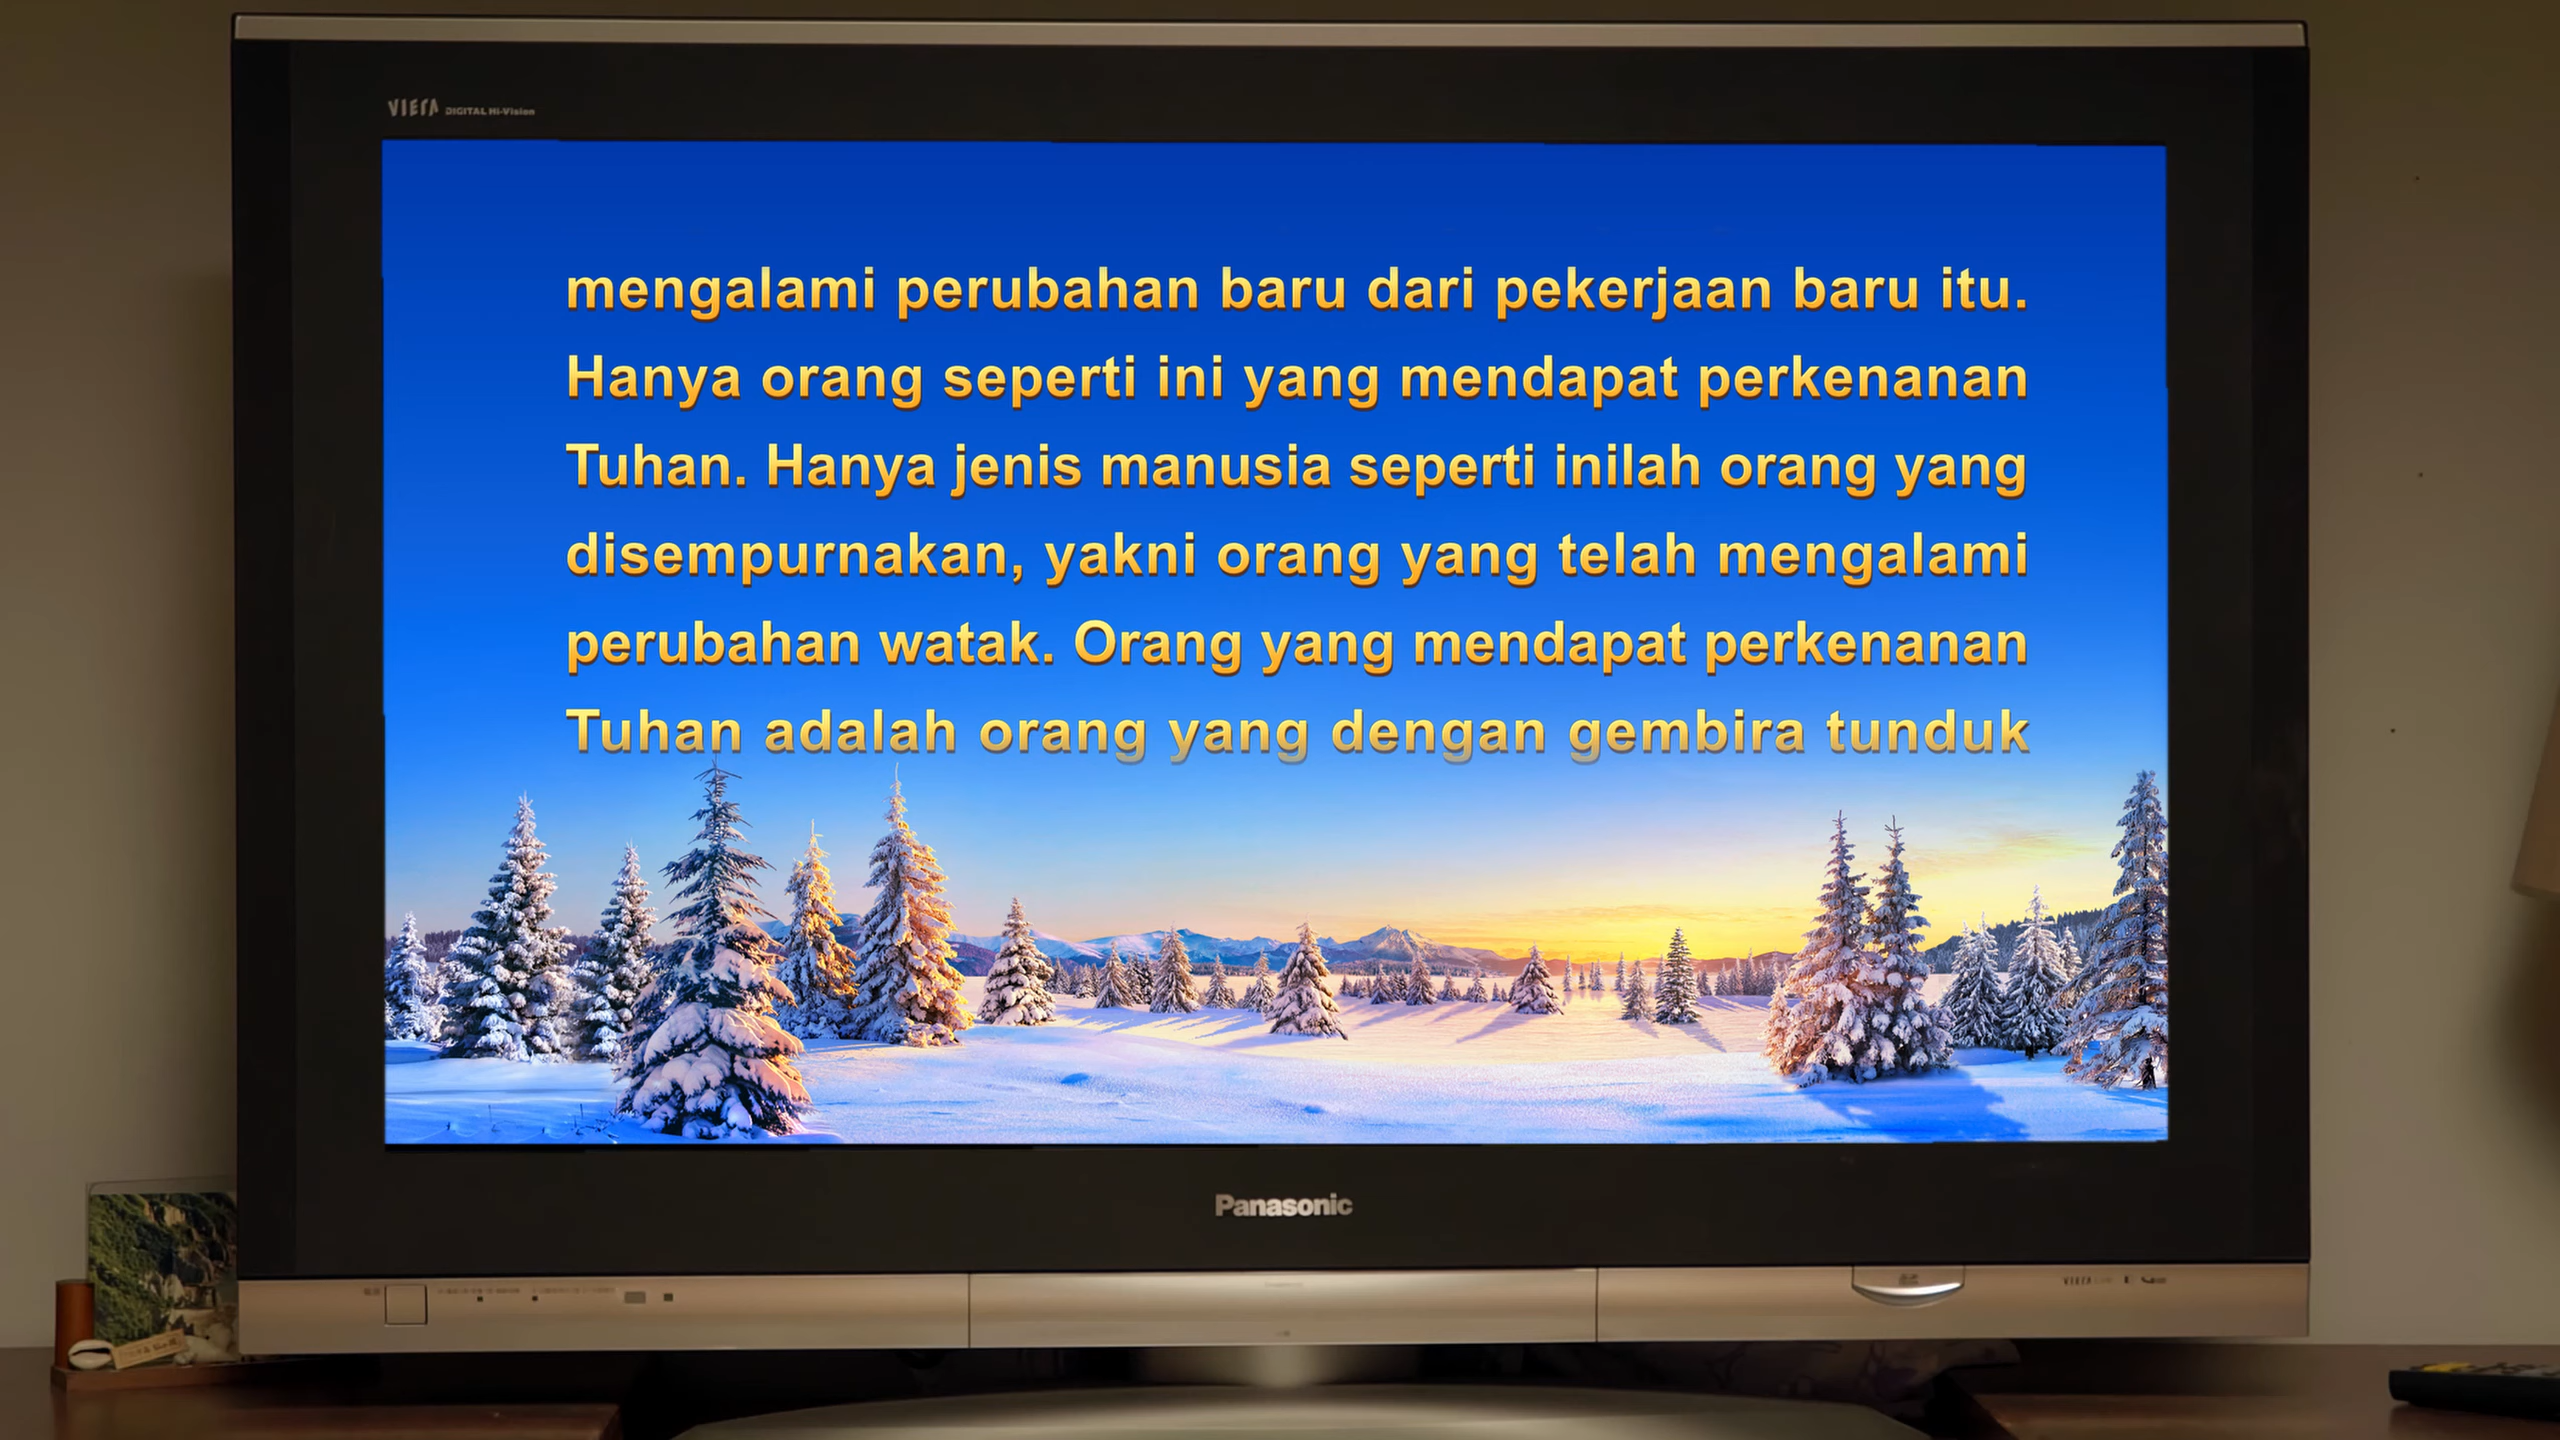 VIERA DIGITAL Hi-Vision
mengalami perubahan baru dari pekerjaan baru itu.
Hanya orang seperti ini yang mendapat perkenanan
Tuhan. Hanya jenis manusia seperti inilah orang yang
disempurnakan, yakni orang yang telah mengalami
perubahan watak. Orang yang mendapat perkenanan
Tuhan adalah orang yang dengan gembira tunduk
Panasonic